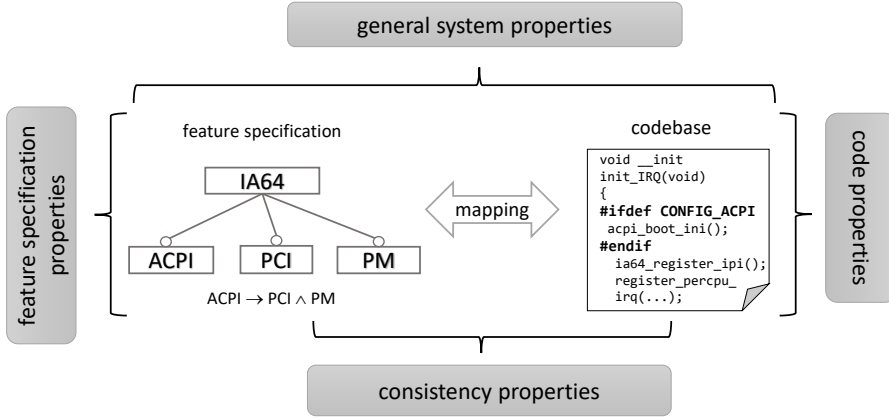 general system properties
feature specification
properties
feature specification
IA64
ACPI
PCI
PM
ACPI → PCI ∧ PM
mapping
codebase
void __init
init_IRQ(void)
{
#ifdef CONFIG_ACPI
acpi_boot_ini();
#endif
ia64_register_ipi();
register_percpu_
irq(...);
code properties
consistency properties